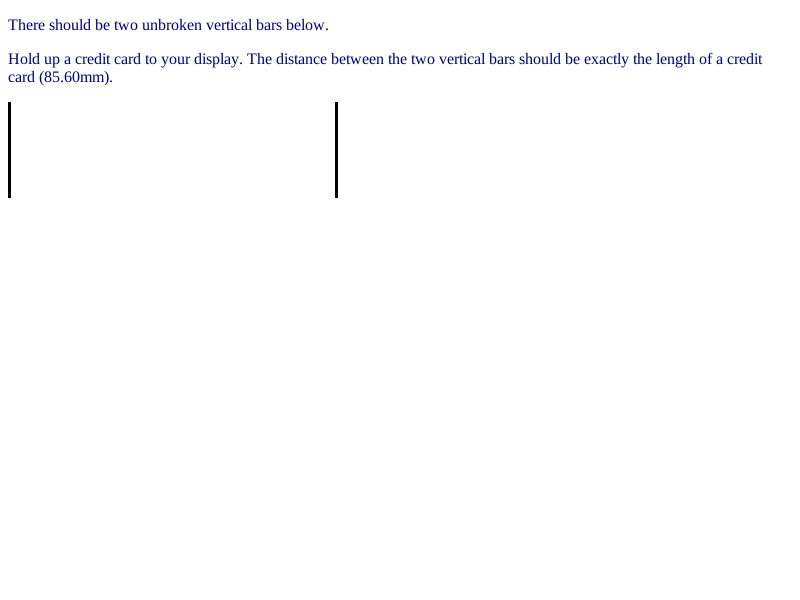 There should be two unbroken vertical bars below.
Hold up a credit card to your display. The distance between the two vertical bars should be exactly the length of a credit
card (85.60mm).